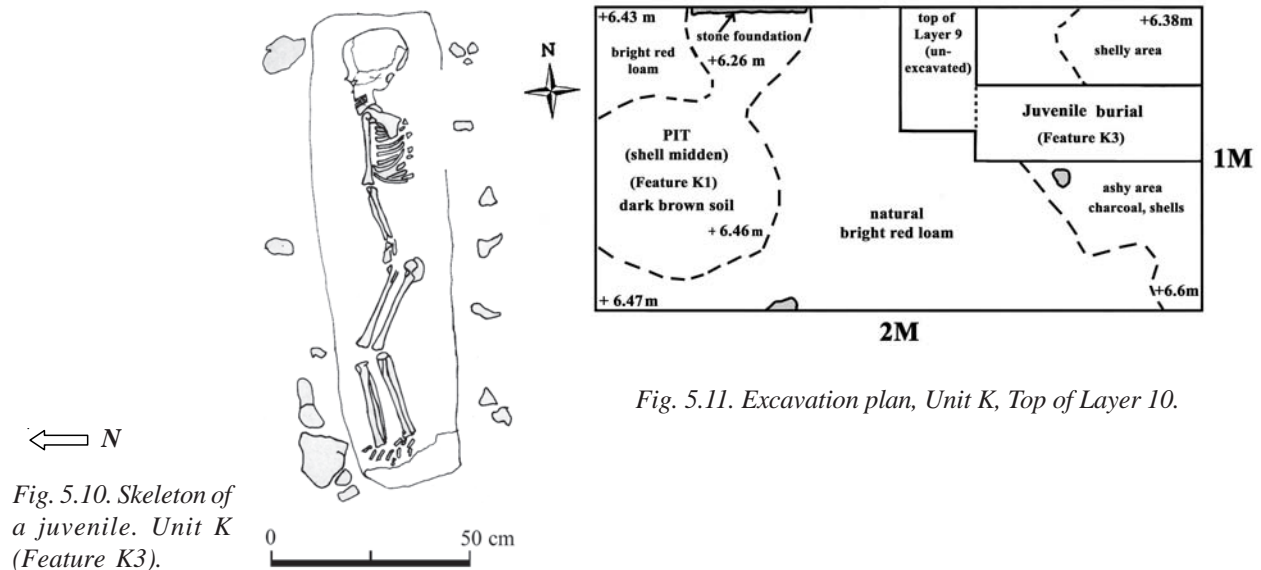 N
Fig. 5.10. Skeleton of
a juvenile. Unit K
(Feature K3).
0 50 cm
N
+6.43 m
bright red
loam
stone foundation
+6.26 m
top of
Layer 9
(un-
excavated)
+6.38m
shelly area
Juvenile burial
(Feature K3)
PIT
(shell midden)
(Feature K1)
dark brown soil
+ 6.46 m
natural
bright red loam
ashy area
charcoal, shells
+ 6.47 m
+6.6m
1M
2M
Fig. 5.11. Excavation plan, Unit K, Top of Layer 10.